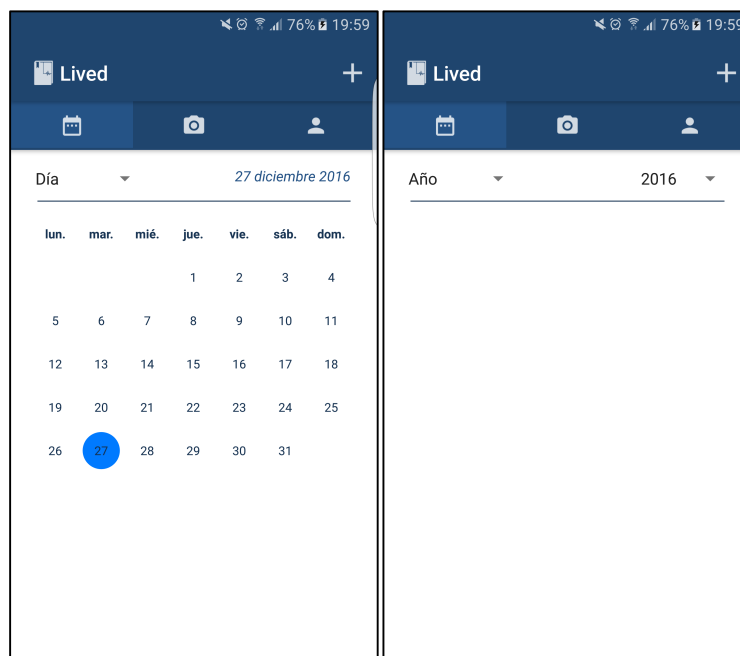 76% 19:59
Lived
Día
27 diciembre 2016
lun. mar. mié. jue. vie. sáb. dom.
1 2 3 4
5 6 7 8 9 10 11
12 13 14 15 16 17 18
19 20 21 22 23 24 25
26 27 28 29 30 31
76% 19:59
Lived
Año
2016